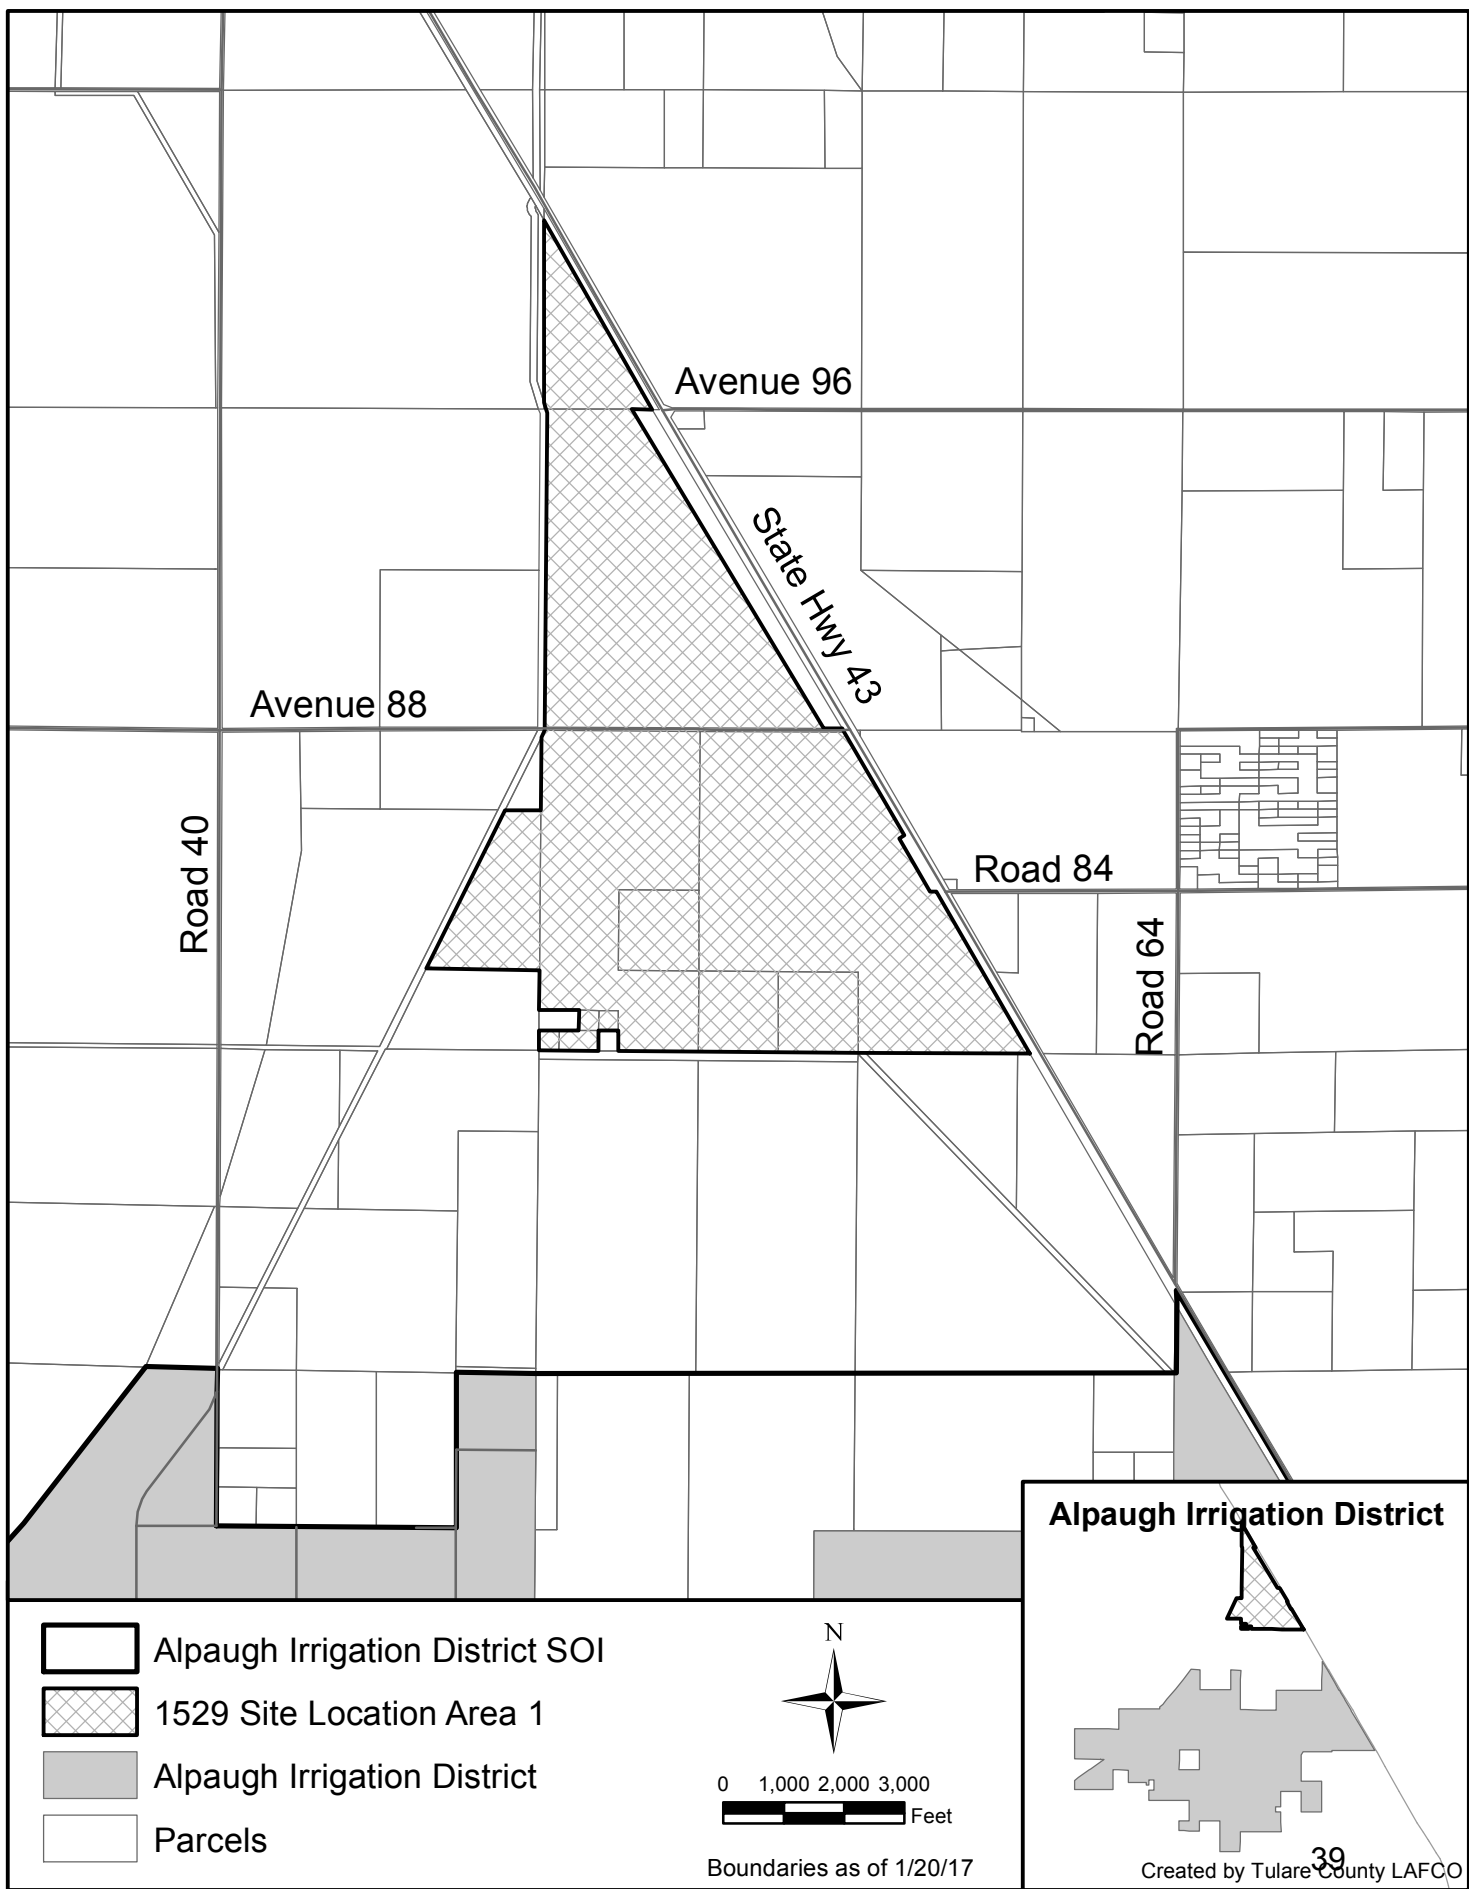 Avenue 96
State Hwy 43
Avenue 88
Road 40
Road 84
Road 64
Alpaugh Irrigation District
Alpaugh Irrigation District SOI
1529 Site Location Area 1
Alpaugh Irrigation District
Parcels
N
0 1,000 2,000 3,000
Feet
Boundaries as of 1/20/17
39
Created by Tulare County LAFCO